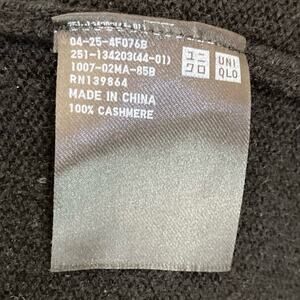 04-25-4F076B
251-134203(44-01)
1007-02MA-85B
RN139864
MADE IN CHINA
100% CASHMERE
ユニ
クロ
UNI
QLO